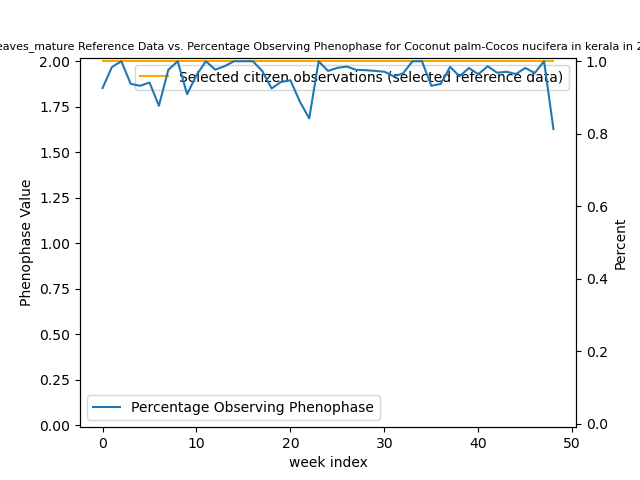 eaves_mature Reference Data vs. Percentage Observing Phenophase for Coconut palm-Cocos nucifera in kerala in 2
2.00
1.75
1.50
1.25
1.00
0.75
0.50
0.25
0.00
Phenophase Value
Selected citizen observations (selected reference data)
Percentage Observing Phenophase
1.0
0.8
0.6
0.4
0.2
0.0
Percent
0 10 20 30 40 50
week index